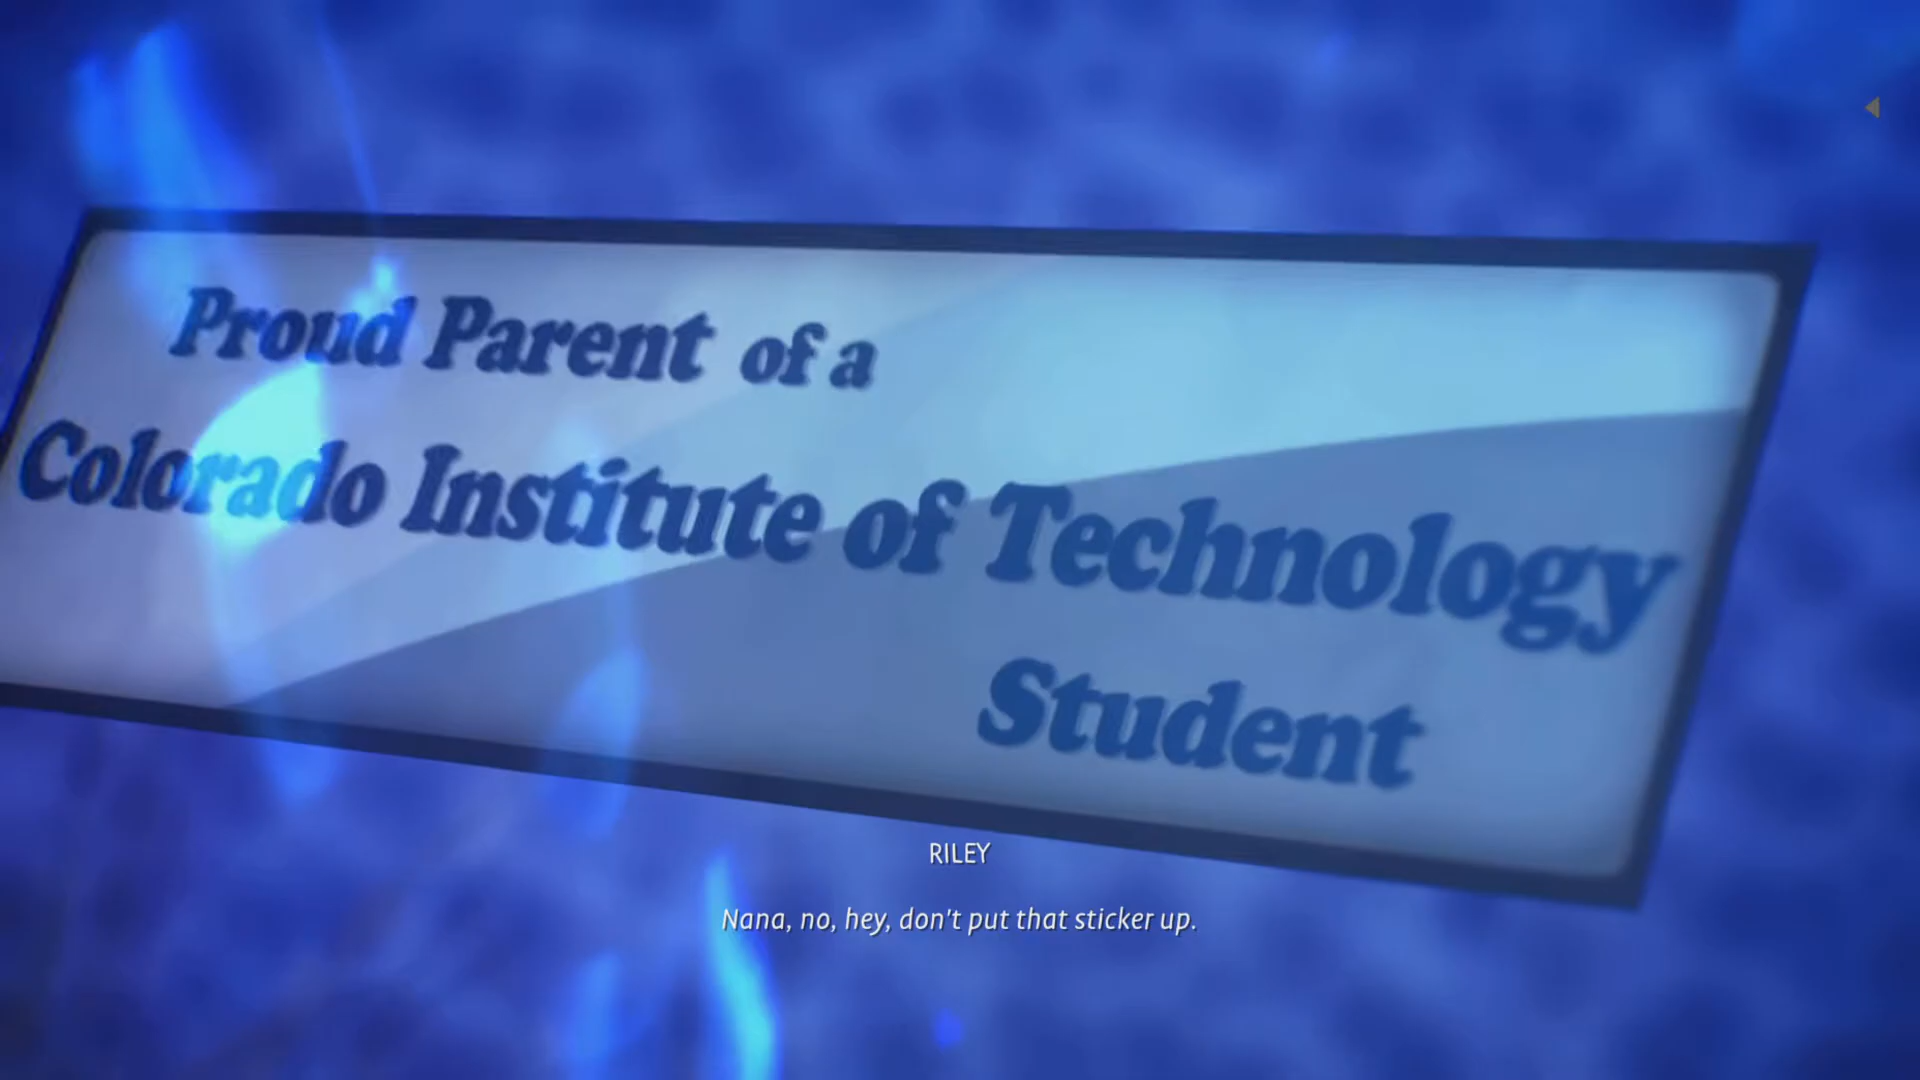 Proud Parent of a
Colorado Institute of Technology
Student
RILEY
Nana, no, hey, don't put that sticker up.